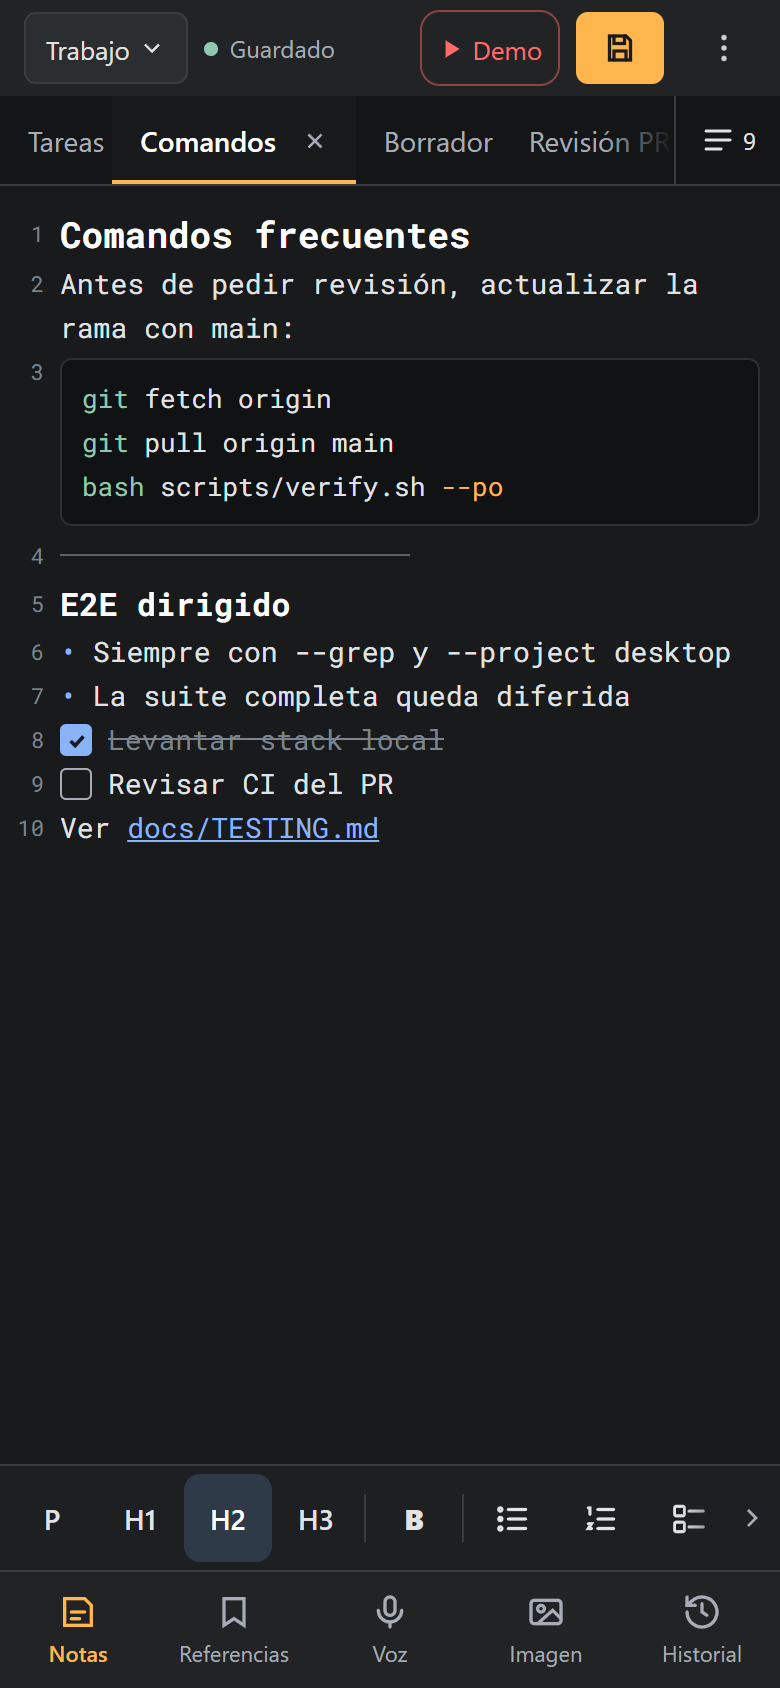 Trabajo
Guardado
Demo
Tareas
Comandos
Borrador
Revisión PR
9
1 Comandos frecuentes
2 Antes de pedir revisión, actualizar la
rama con main:
3
git fetch origin
git pull origin main
bash scripts/verify.sh --po
4
5 E2E dirigido
6 • Siempre con --grep y --project desktop
7 • La suite completa queda diferida
8 Levantar stack local
9 Revisar CI del PR
10 Ver docs/TESTING.md
P H1 H2 H3 B
Notas
Referencias
Voz
Imagen
Historial